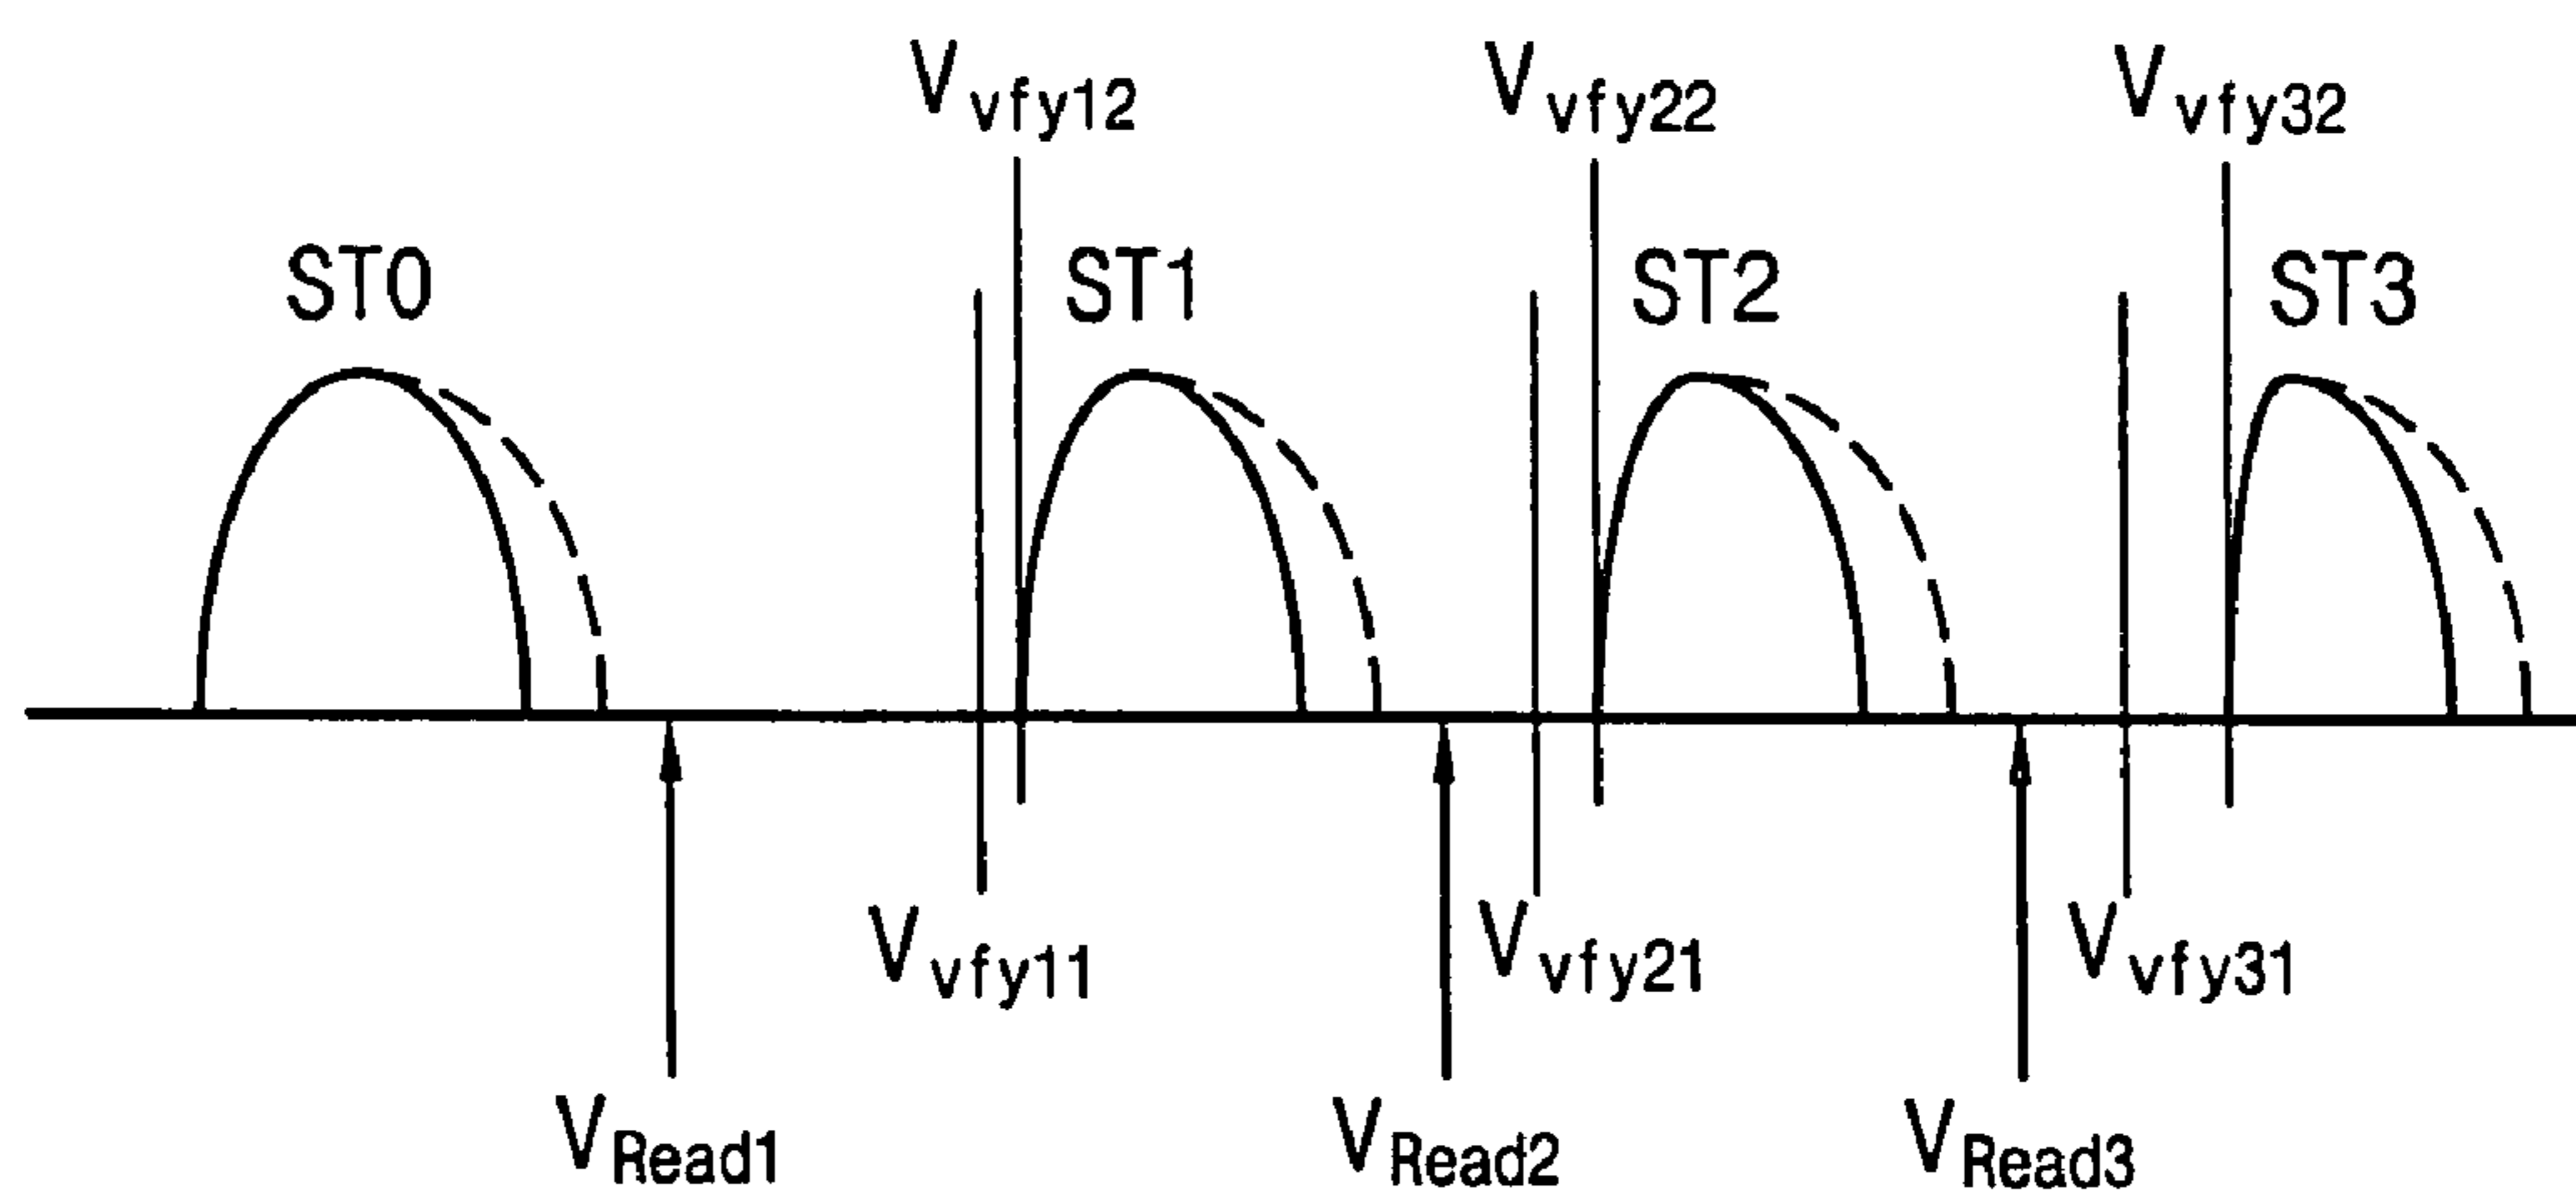 Vvfy12 Vvfy22 Vvfy32
ST0 ST1 ST2 ST3
Vvfy11 Vvfy21 Vvfy31
VRead1 VRead2 VRead3